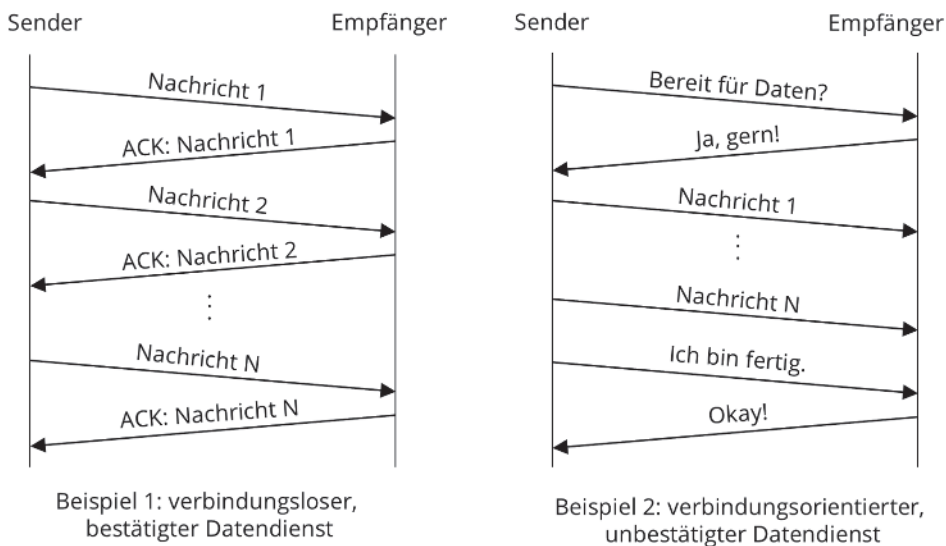 Sender
Empfänger
Nachricht 1
ACK: Nachricht 1
Nachricht 2
ACK: Nachricht 2
⋮
Nachricht N
ACK: Nachricht N
Beispiel 1: verbindungsloser,
bestätigter Datendienst
Sender
Empfänger
Bereit für Daten?
Ja, gern!
Nachricht 1
⋮
Nachricht N
Ich bin fertig.
Okay!
Beispiel 2: verbindungsorientierter,
unbestätigter Datendienst